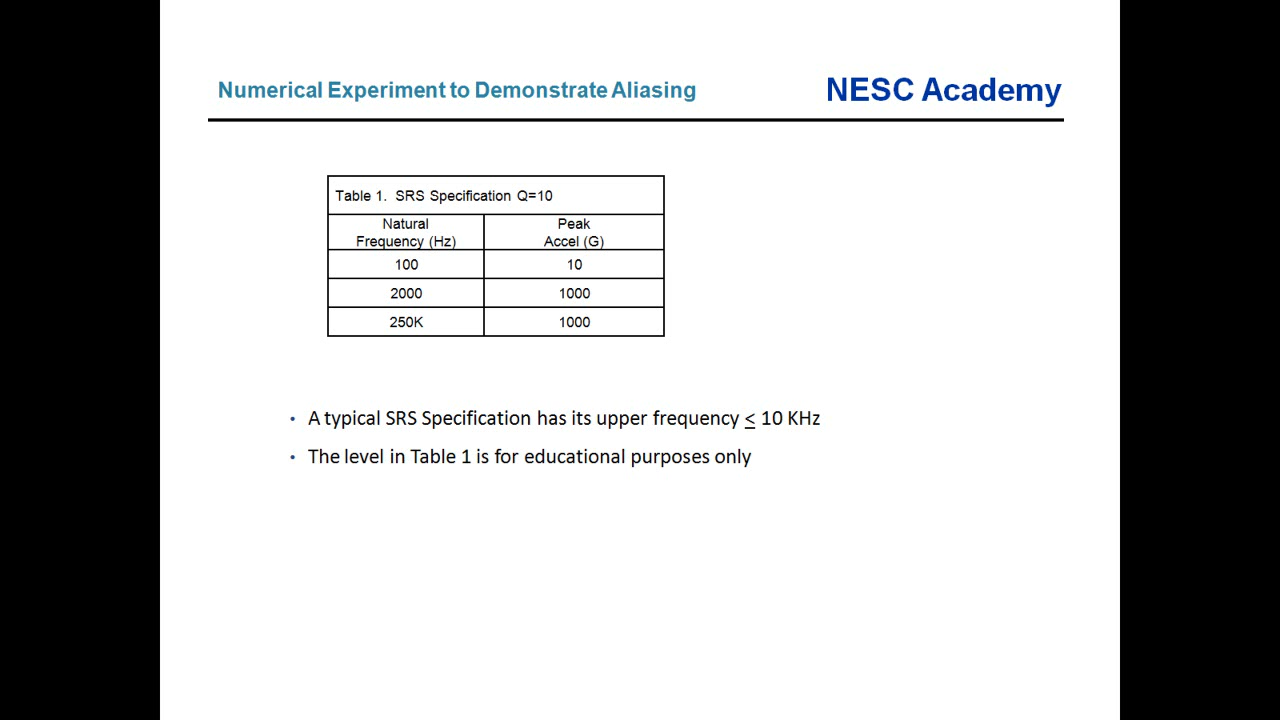 Numerical Experiment to Demonstrate Aliasing
NESC Academy
Table 1. SRS Specification Q=10
Natural Frequency (Hz) Peak Accel (G)
100 10
2000 1000
250K 1000
• A typical SRS Specification has its upper frequency ≤ 10 KHz
• The level in Table 1 is for educational purposes only